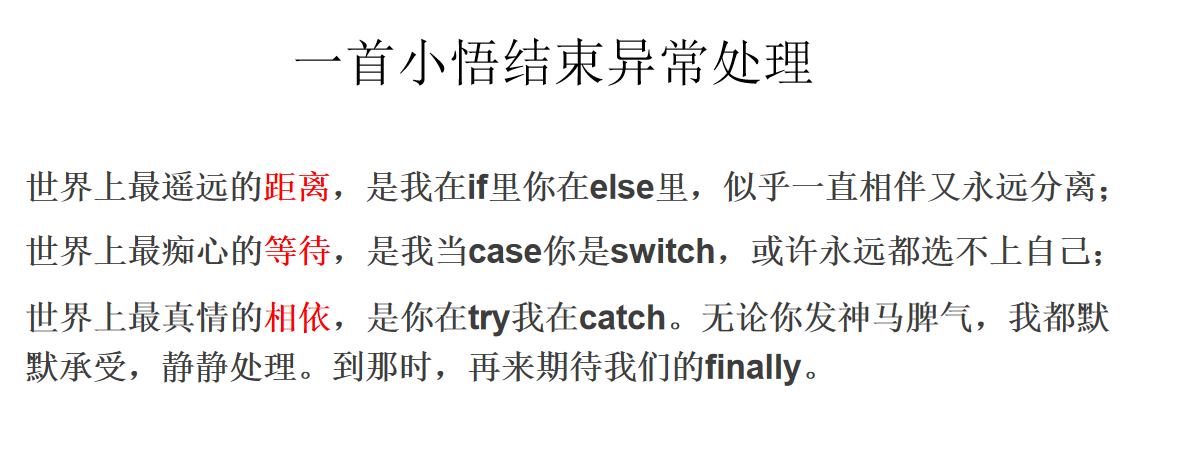 一首小悟结束异常处理
世界上最遥远的距离，是我在if里你在else里，似乎一直相伴又永远分离；
世界上最痴心的等待，是我当case你是switch，或许永远都选不上自己；
世界上最真情的相依，是你在try我在catch。无论你发神马脾气，我都默
默承受，静静处理。到那时，再来期待我们的finally。